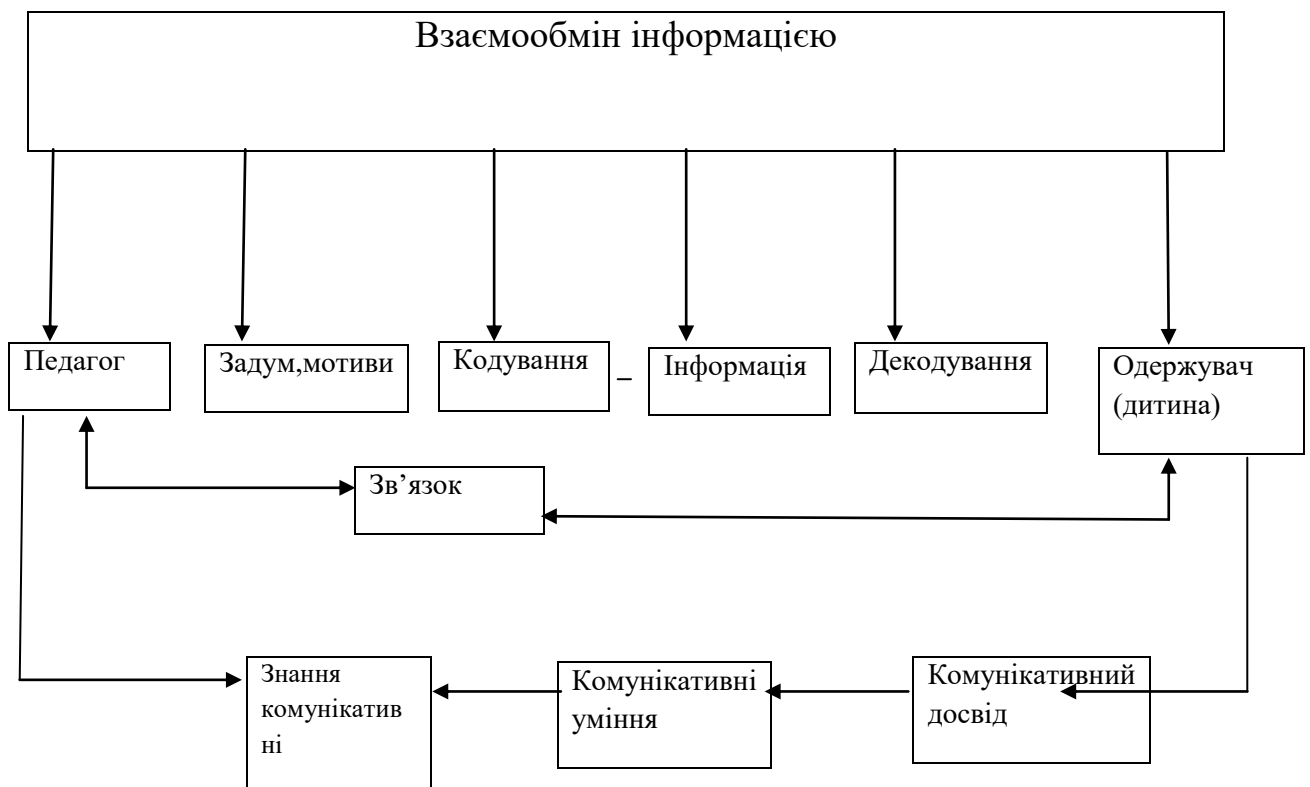 Взаємообмін інформацією
Педагог
Задум,мотиви
Кодування
–
Інформація
Декодування
Одержувач
(дитина)
Зв’язок
Знання
комунікатив
ні
Комунікативні
уміння
Комунікативний
досвід